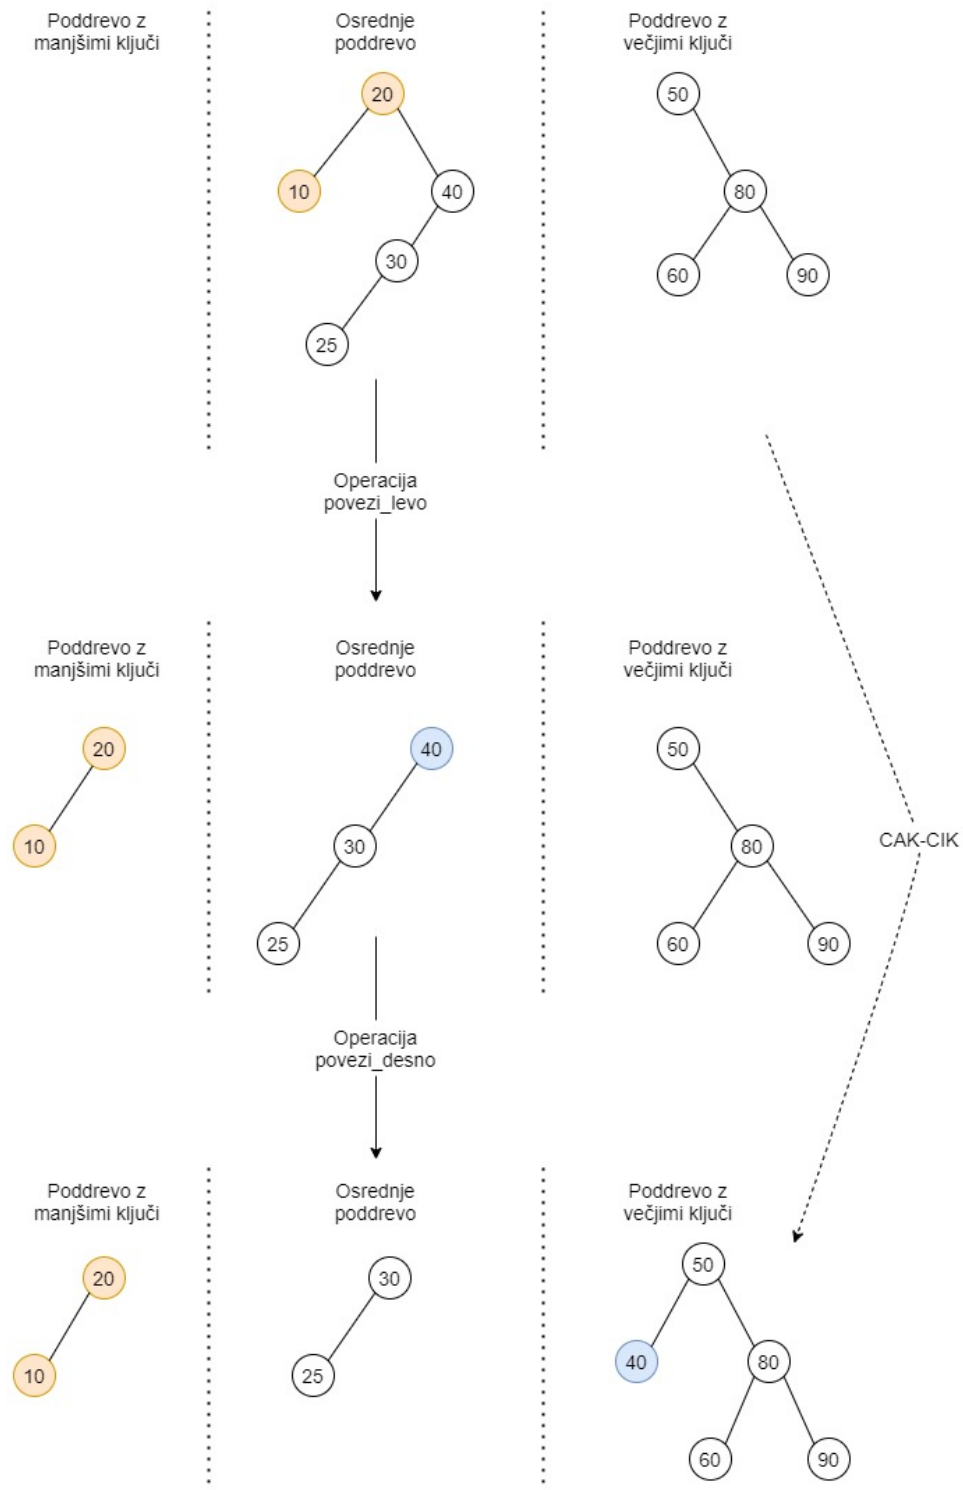 Poddrevo z
manjšimi ključi
Osrednje
poddrevo
Poddrevo z
večjimi ključi
20
50
10
40
80
30
60
90
25
Operacija
povezi_levo
Poddrevo z
manjšimi ključi
Osrednje
poddrevo
Poddrevo z
večjimi ključi
20
40
50
10
30
80
CAK-CIK
25
60
90
Operacija
povezi_desno
Poddrevo z
manjšimi ključi
Osrednje
poddrevo
Poddrevo z
večjimi ključi
20
30
50
10
25
40
80
60
90